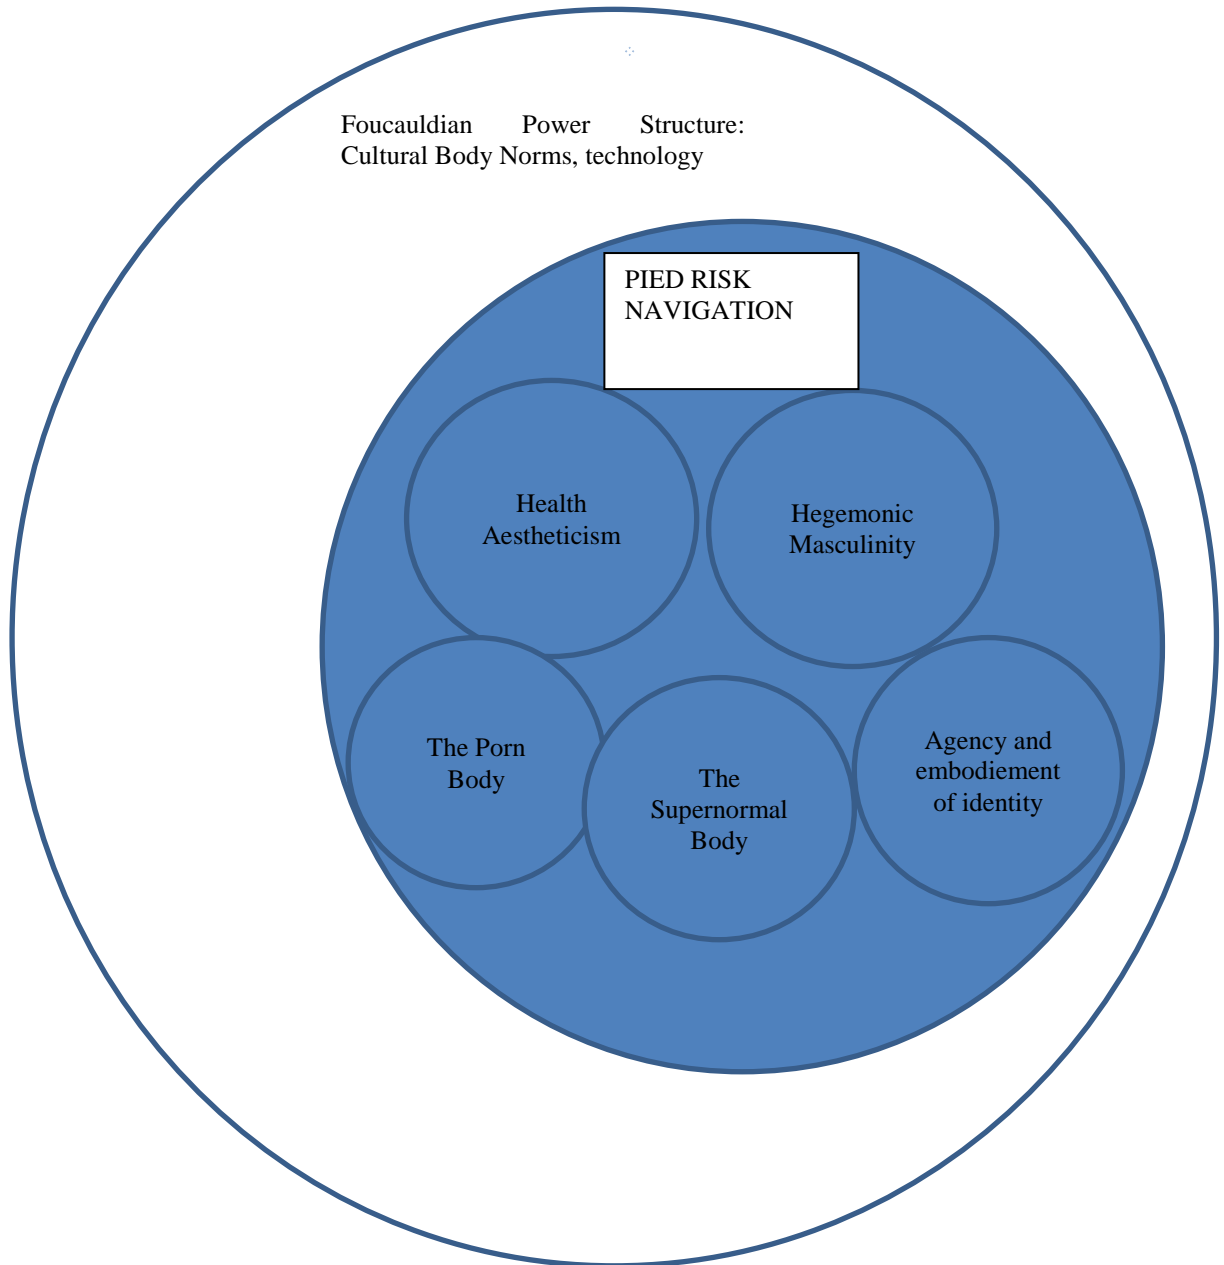 Foucauldian Power Structure:
Cultural Body Norms, technology
PIED RISK
NAVIGATION
Health
Aestheticism
Hegemonic
Masculinity
The Porn
Body
The
Supernormal
Body
Agency and
embodiement
of identity